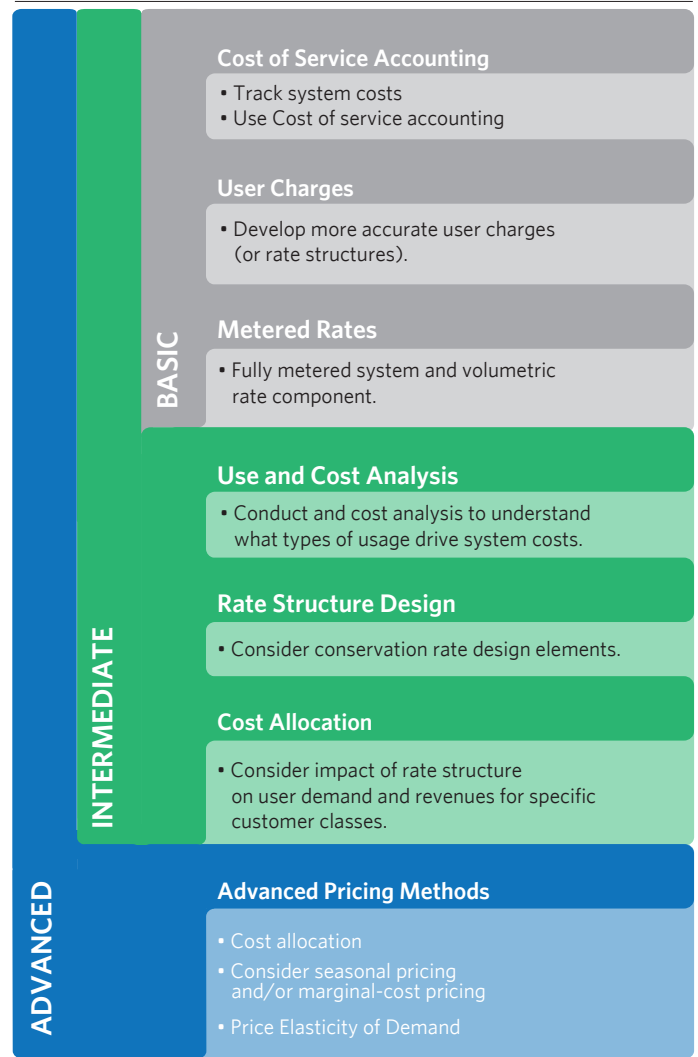 Cost of Service Accounting
• Track system costs
• Use Cost of service accounting
User Charges
• Develop more accurate user charges
(or rate structures).
BASIC
Metered Rates
• Fully metered system and volumetric
rate component.
Use and Cost Analysis
• Conduct and cost analysis to understand
what types of usage drive system costs.
INTERMEDIATE
Rate Structure Design
• Consider conservation rate design elements.
Cost Allocation
• Consider impact of rate structure
on user demand and revenues for specific
customer classes.
ADVANCED
Advanced Pricing Methods
• Cost allocation
• Consider seasonal pricing
and/or marginal-cost pricing
• Price Elasticity of Demand